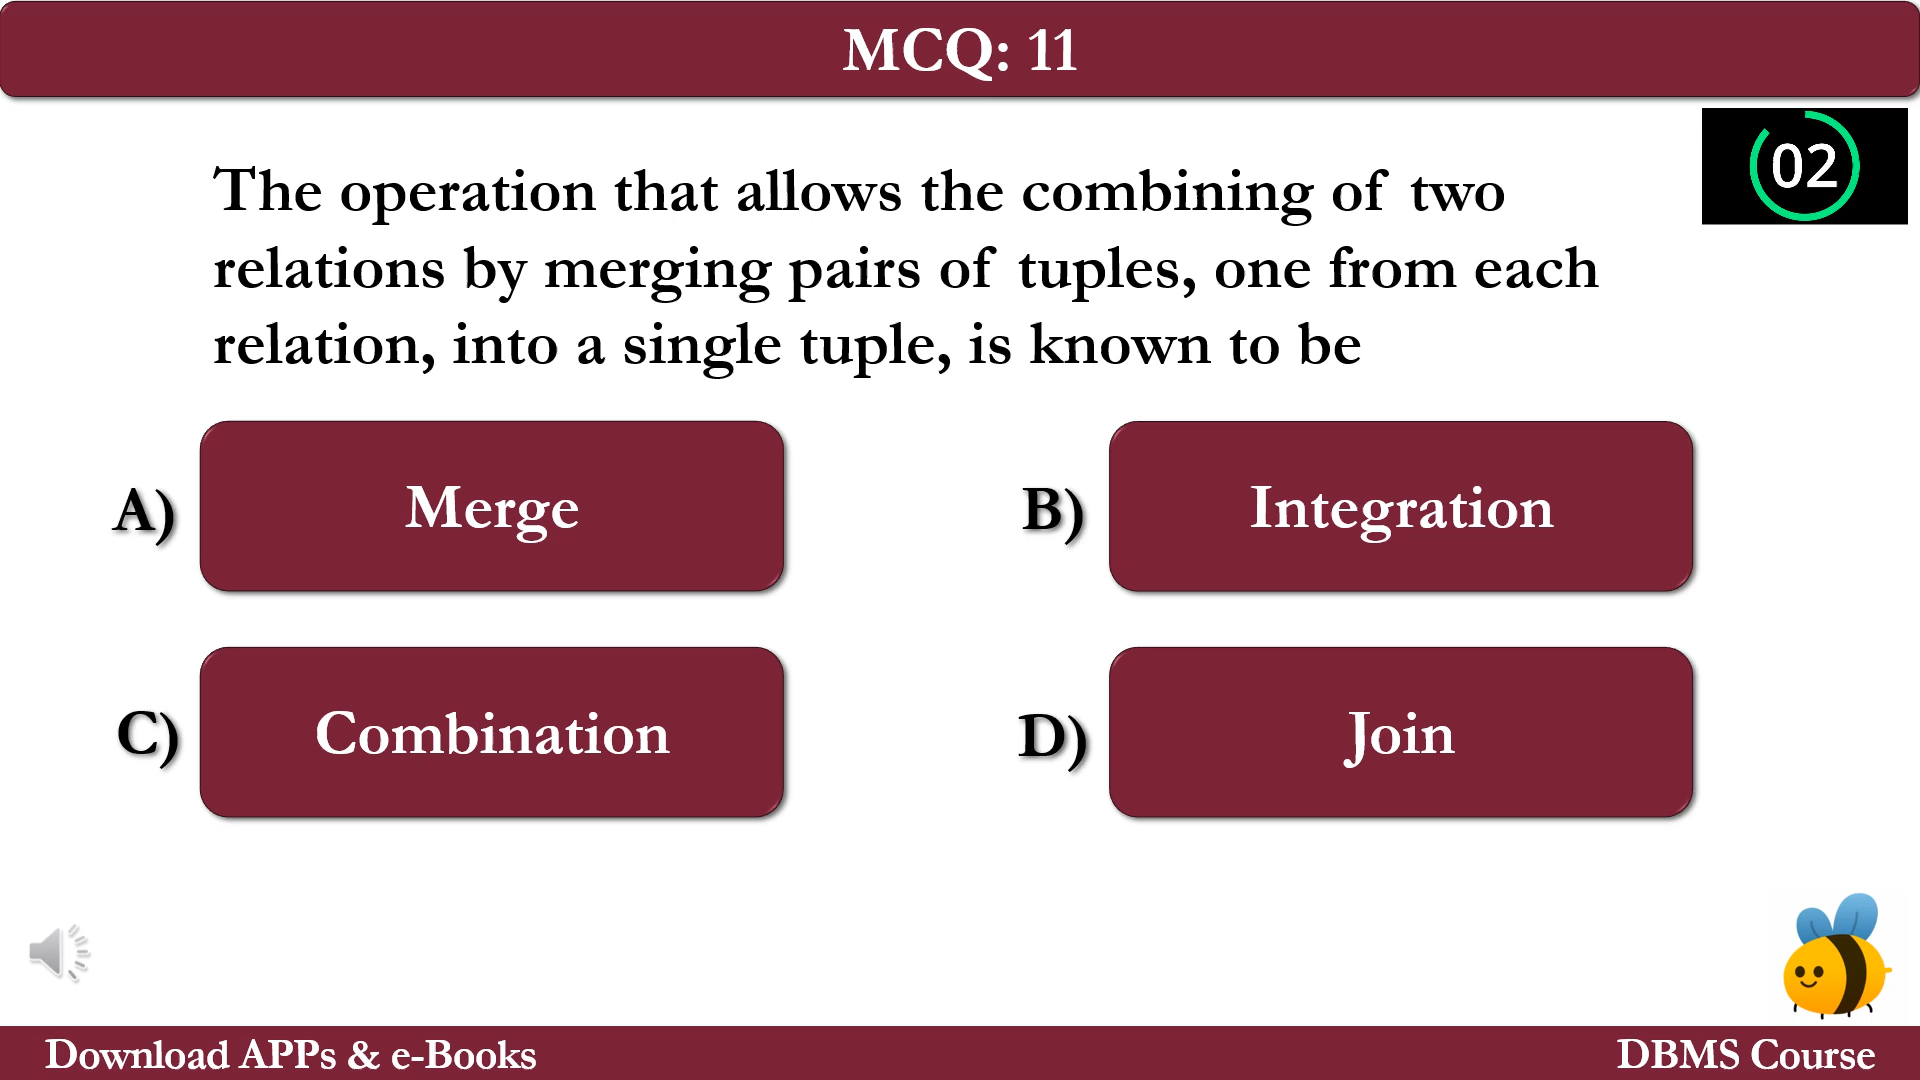 MCQ: 11
02
The operation that allows the combining of two
relations by merging pairs of tuples, one from each
relation, into a single tuple, is known to be
A) Merge
B) Integration
C) Combination
D) Join
Download APPs & e-Books
DBMS Course